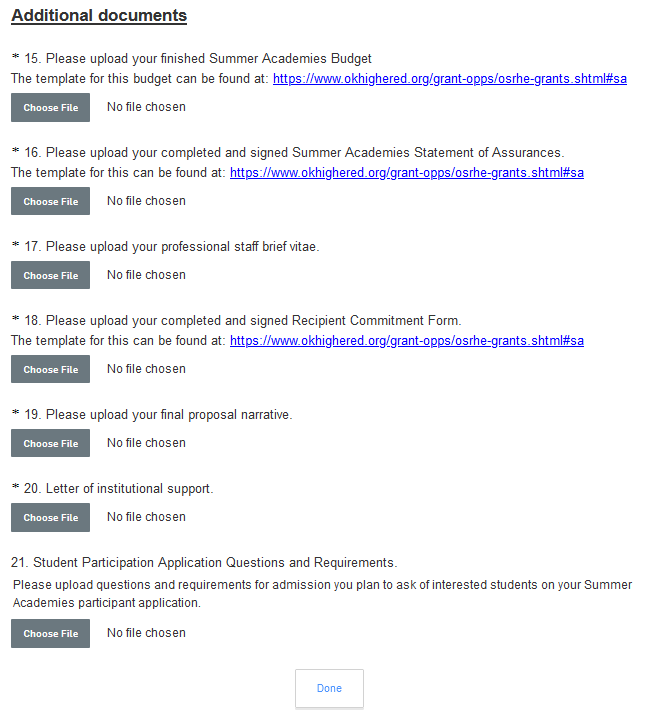 Additional documents
* 15. Please upload your finished Summer Academies Budget
The template for this budget can be found at: https://www.okhighered.org/grant-opps/osrhe-grants.shtml#sa
Choose File No file chosen
* 16. Please upload your completed and signed Summer Academies Statement of Assurances.
The template for this can be found at: https://www.okhighered.org/grant-opps/osrhe-grants.shtml#sa
Choose File No file chosen
* 17. Please upload your professional staff brief vitae.
Choose File No file chosen
* 18. Please upload your completed and signed Recipient Commitment Form.
The template for this can be found at: https://www.okhighered.org/grant-opps/osrhe-grants.shtml#sa
Choose File No file chosen
* 19. Please upload your final proposal narrative.
Choose File No file chosen
* 20. Letter of institutional support.
Choose File No file chosen
21. Student Participation Application Questions and Requirements.
Please upload questions and requirements for admission you plan to ask of interested students on your Summer
Academies participant application.
Choose File No file chosen
Done